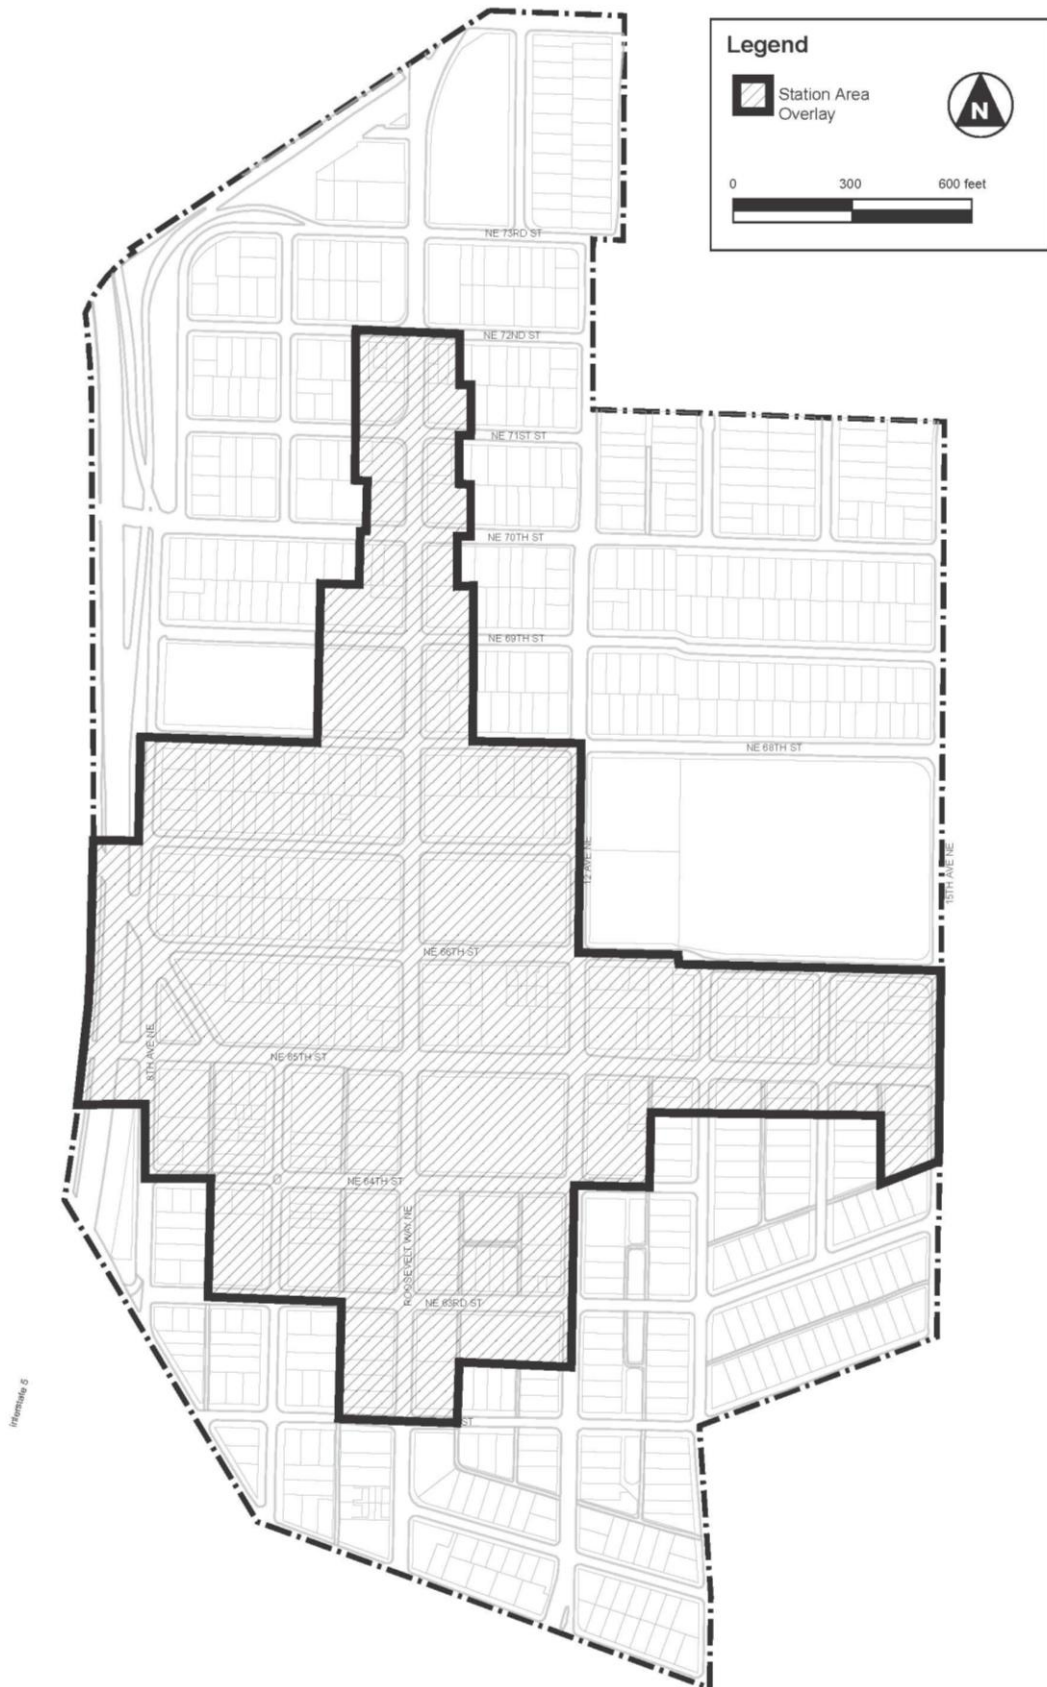 Legend
Station Area
Overlay
N
0 300 600 feet
NE 73RD ST
NE 72ND ST
NE 71ST ST
NE 70TH ST
NE 69TH ST
NE 68TH ST
12 AVE NE
15TH AVE NE
NE 66TH ST
8TH AVE NE
NE 65TH ST
NE 64TH ST
ROOSEVELT WAY NE
NE 63RD ST
ST
Interstate 5